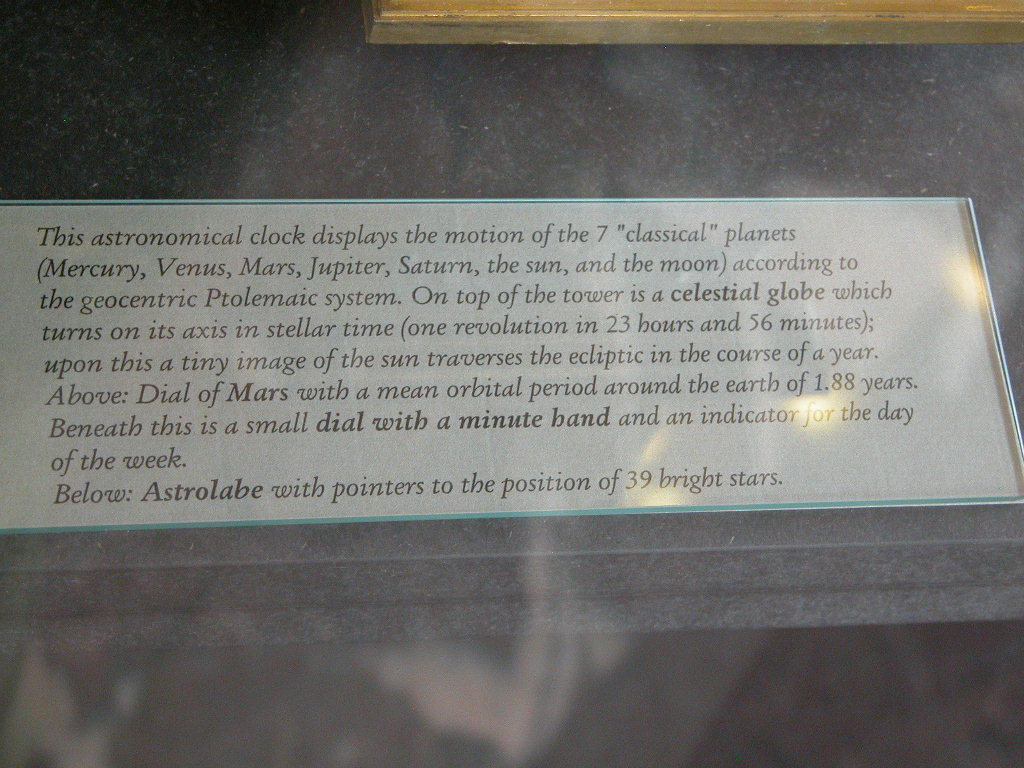 This astronomical clock displays the motion of the 7 "classical" planets
(Mercury, Venus, Mars, Jupiter, Saturn, the sun, and the moon) according to
the geocentric Ptolemaic system. On top of the tower is a celestial globe which
turns on its axis in stellar time (one revolution in 23 hours and 56 minutes);
upon this a tiny image of the sun traverses the ecliptic in the course of a year.
Above: Dial of Mars with a mean orbital period around the earth of 1.88 years.
Beneath this is a small dial with a minute hand and an indicator for the day
of the week.
Below: Astrolabe with pointers to the position of 39 bright stars.